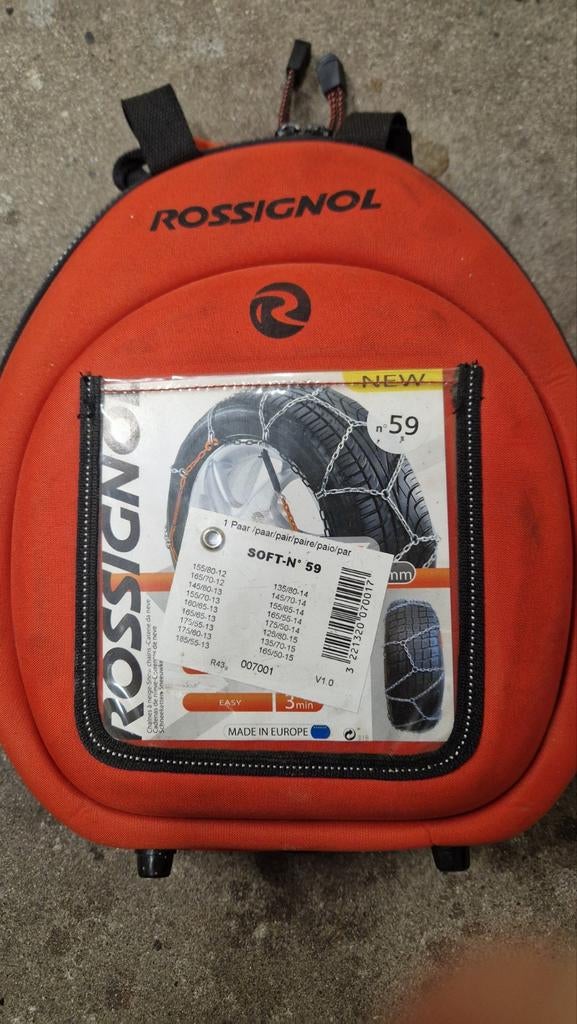 ROSSIGNOL
R
NEW
n° 59
ROSSIGNOL
1 Paar /paar/pair/paire/paio/par
SOFT-N° 59
155/80-12
165/70-12
145/80-13
155/70-13
160/65-13
165/65-13
175/55-13
175/60-13
185/55-13
135/80-14
145/70-14
155/65-14
165/55-14
175/50-14
125/80-15
135/70-15
165/50-15
3 221320 070017
007001
V1.0
mm
EASY
3min
MADE IN EUROPE